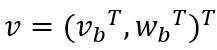 v = (v_b^T, w_b^T)^T